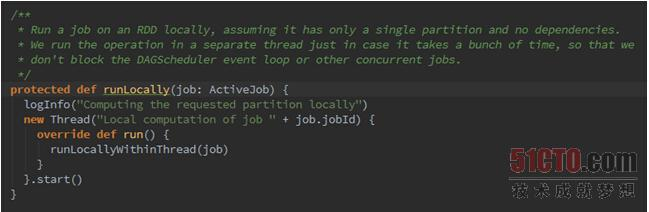 /**
 * Run a job on an RDD locally, assuming it has only a single partition and no dependencies.
 * We run the operation in a separate thread just in case it takes a bunch of time, so that we
 * don't block the DAGScheduler event loop or other concurrent jobs.
 */
protected def runLocally(job: ActiveJob) {
  logInfo("Computing the requested partition locally")
  new Thread("Local computation of job " + job.jobId) {
    override def run() {
      runLocallyWithinThread(job)
    }
  }.start()
}
51CTO.com
技术成就梦想